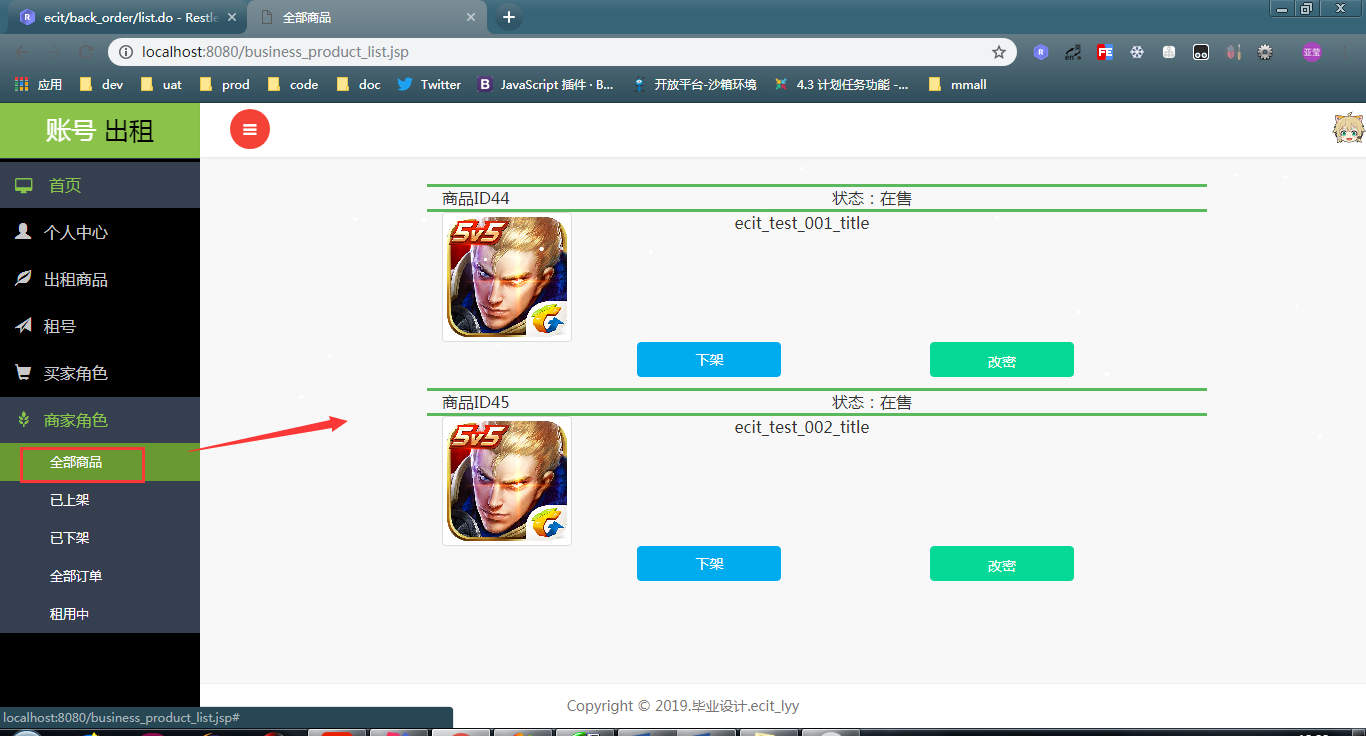 ecit/back_order/list.do - Restle
全部商品
localhost:8080/business_product_list.jsp
应用 dev uat prod code doc Twitter JavaScript 插件 · B... 开放平台-沙箱环境 4.3 计划任务功能 -... mmall
账号 出租
首页
个人中心
出租商品
租号
买家角色
商家角色
全部商品
已上架
已下架
全部订单
租用中
商品ID44 状态：在售
5v5
ecit_test_001_title
下架 改密
商品ID45 状态：在售
5v5
ecit_test_002_title
下架 改密
Copyright © 2019.毕业设计.ecit_lyy
localhost:8080/business_product_list.jsp#